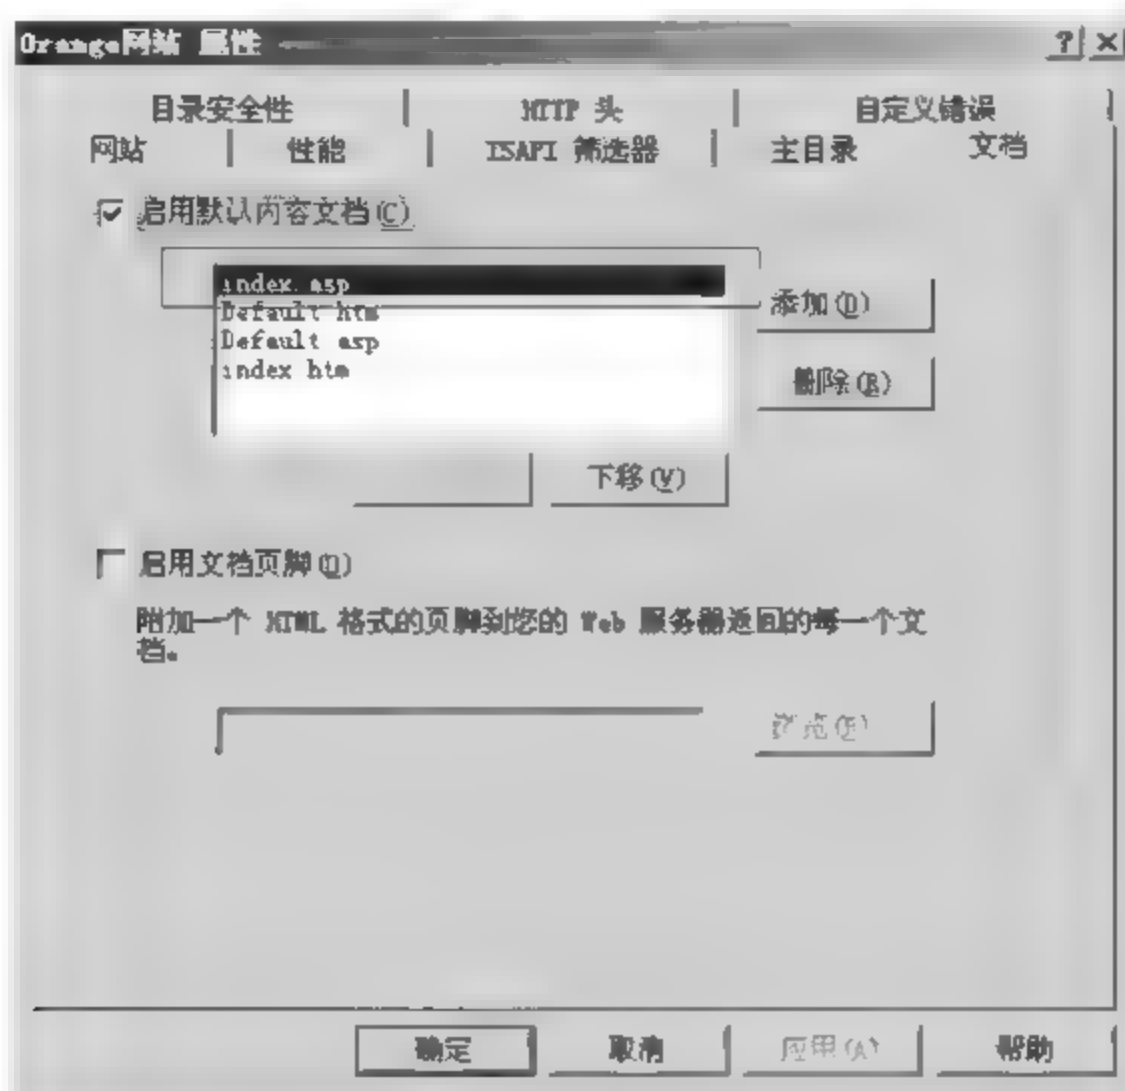 Orange网站 属性
目录安全性 HTTP 头 自定义错误
网站 性能 ISAPI 筛选器 主目录 文档
启用默认内容文档(C)
index.asp
Default htm
Default asp
index htm
添加(D)
删除(R)
下移(V)
启用文档页脚(O)
附加一个 HTML 格式的页脚到您的 Web 服务器返回的每一个文
档。
浏览(B)
确定 取消 应用(A) 帮助